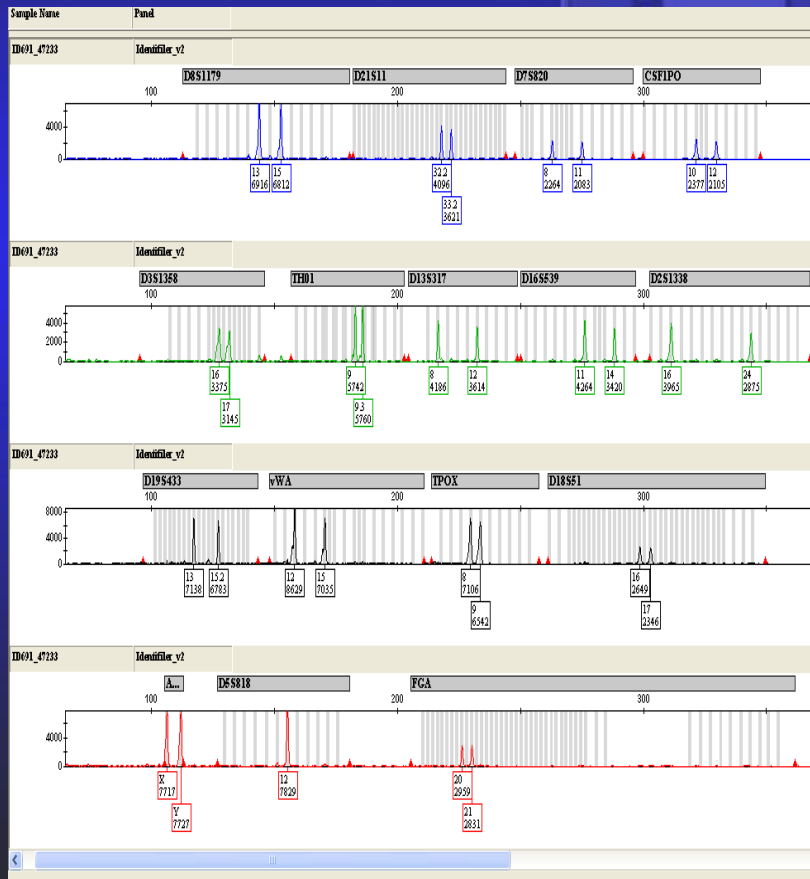 Sample Name Panel
ID691_47233 Identifiler_v2
D8S1179 D21S11 D7S820 CSF1PO
100 200 300
4000
0
13 15 32.2 8 11 10 12
6916 6812 4096 2264 2083 2377 2105
33.2
3621
ID691_47233 Identifiler_v2
D3S1358 TH01 D13S317 D16S539 D2S1338
100 200 300
4000
2000
0
16 9 8 12 11 14 16 24
3375 5742 4186 3614 4264 3420 3965 2875
17 9.3
3145 5760
ID691_47233 Identifiler_v2
D19S433 vWA TPOX D18S51
100 200 300
8000
4000
0
13 15.2 12 15 8 16
7138 6783 8629 7035 7106 2649
9 17
6542 2346
ID691_47233 Identifiler_v2
A... D5S818 FGA
100 200 300
4000
0
X 12 20
7717 7829 2959
Y 21
7727 2831